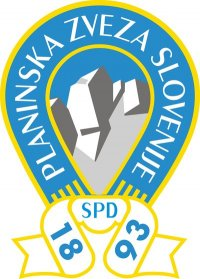 PLANINSKA ZVEZA SLOVENIJE
SPD
18 93